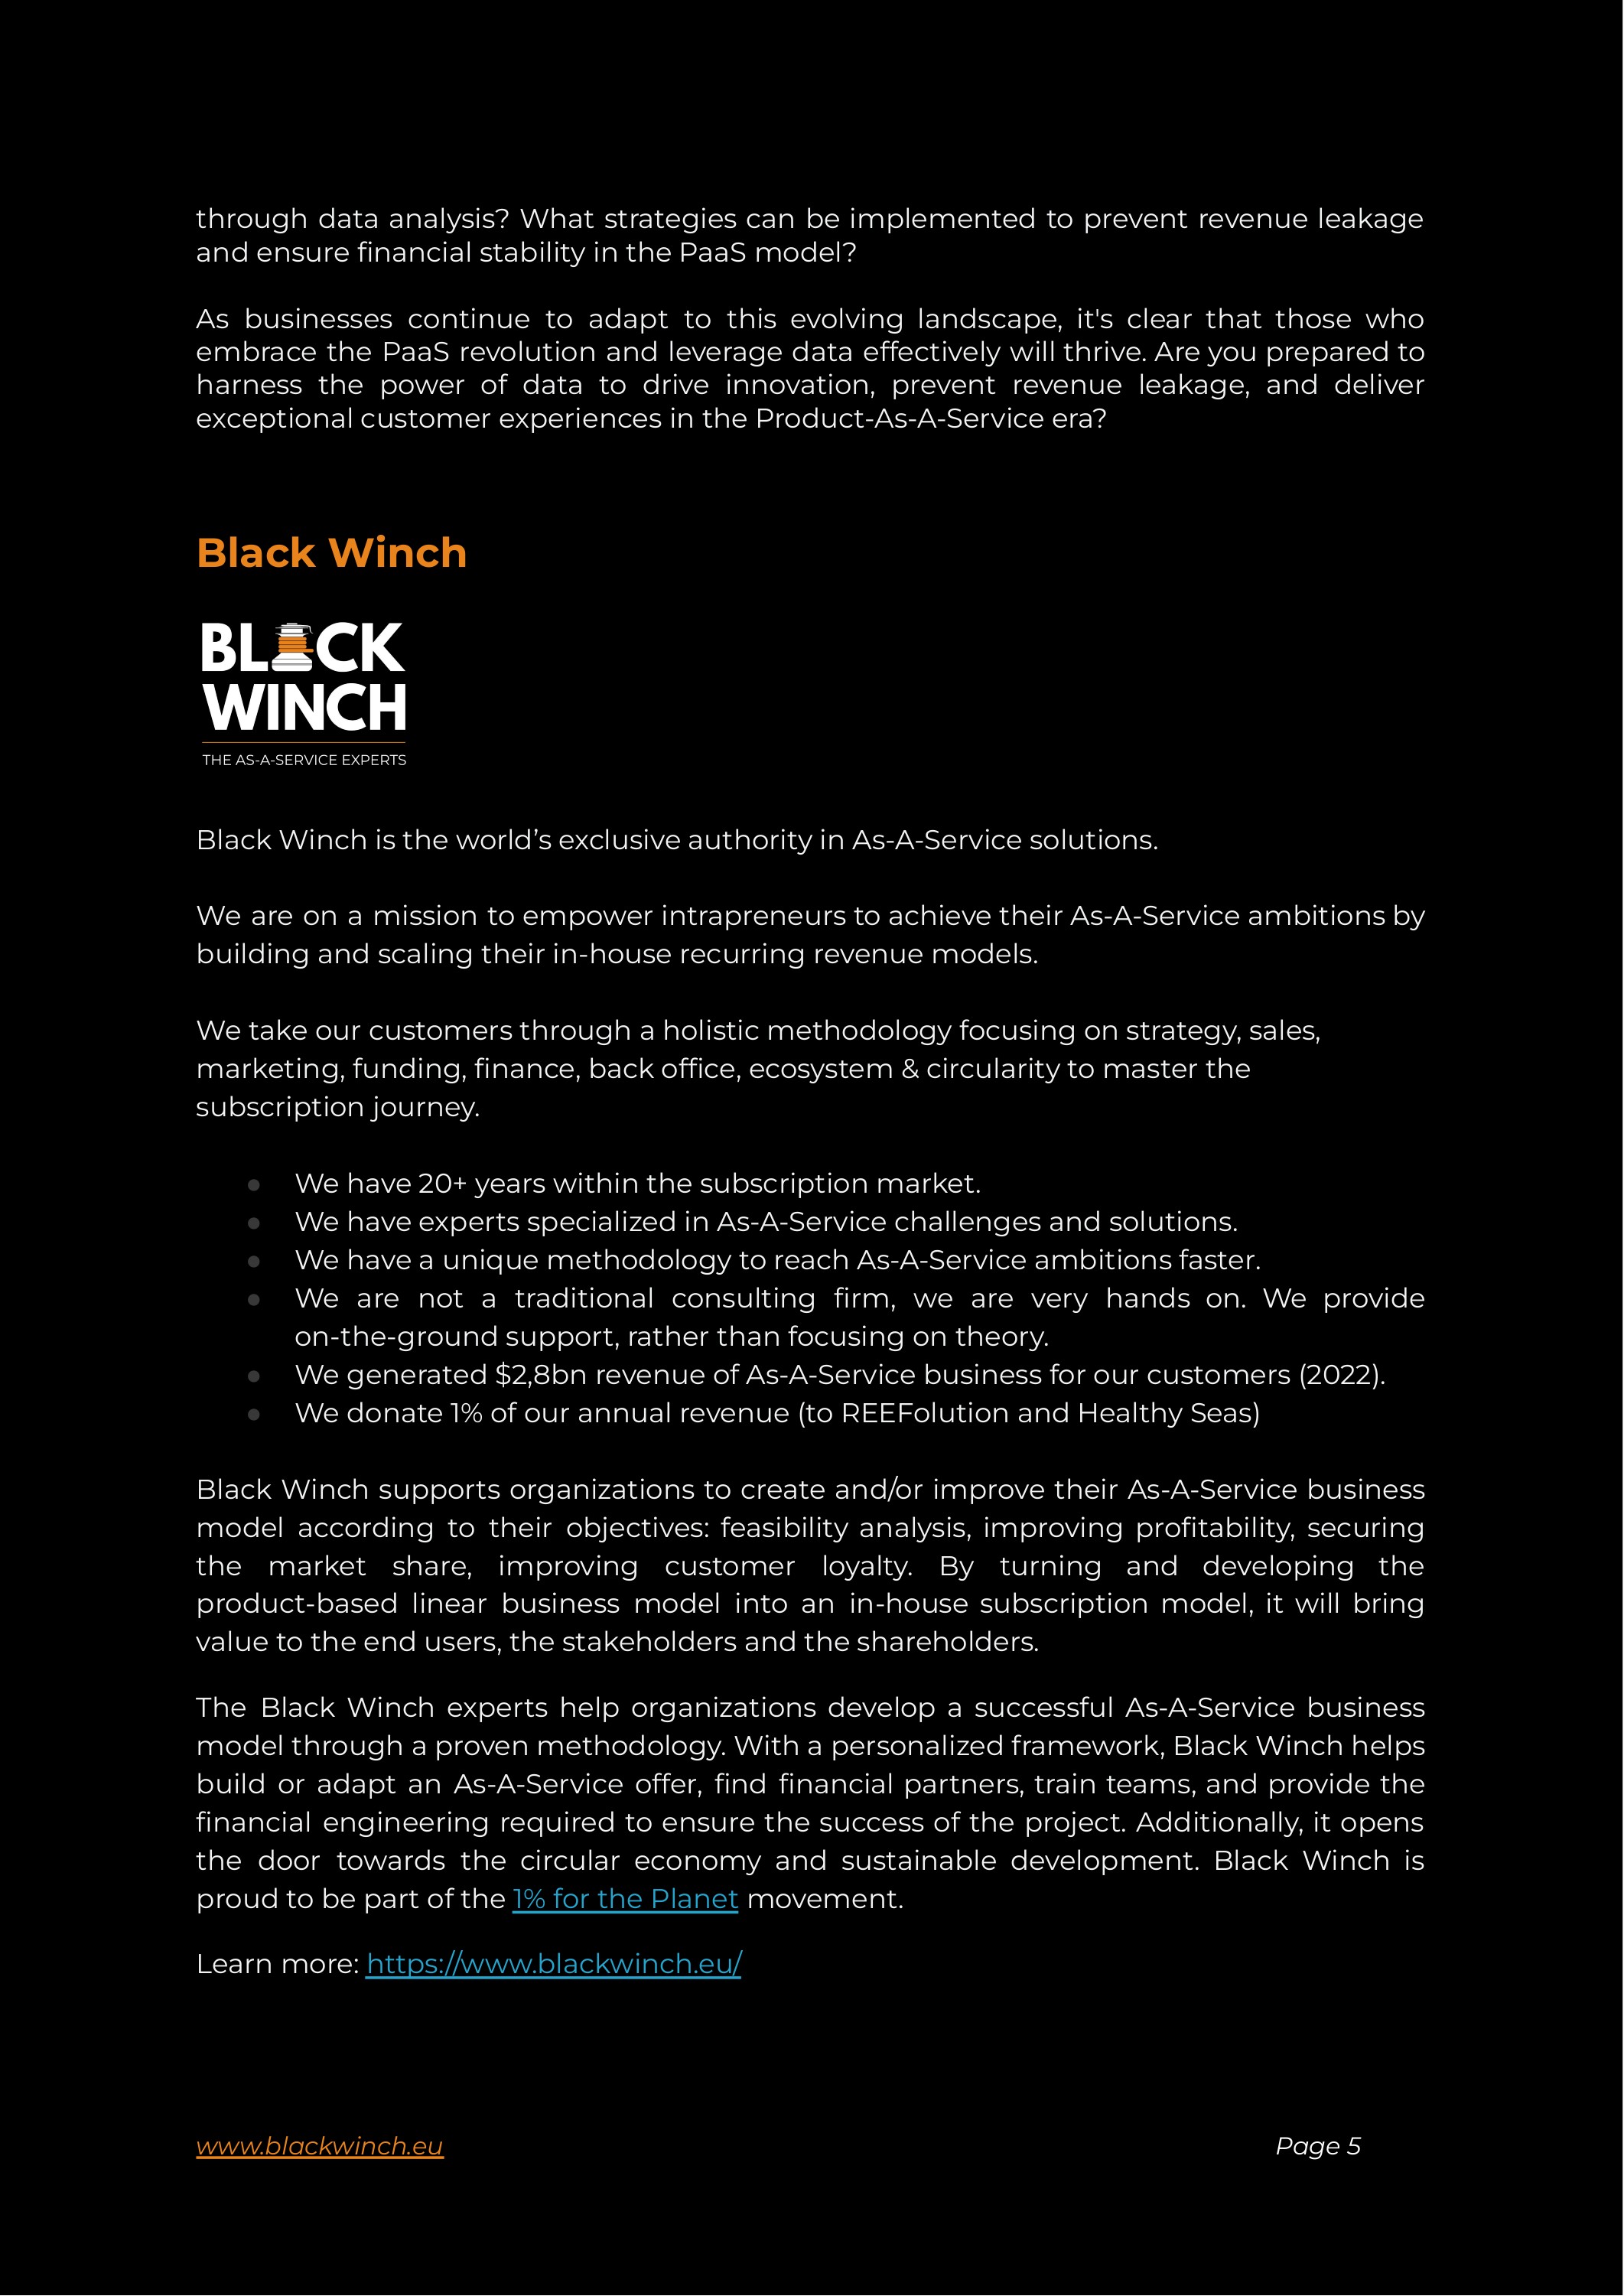 through data analysis? What strategies can be implemented to prevent revenue leakage
and ensure financial stability in the PaaS model?
As businesses continue to adapt to this evolving landscape, it's clear that those who
embrace the PaaS revolution and leverage data effectively will thrive. Are you prepared to
harness the power of data to drive innovation, prevent revenue leakage, and deliver
exceptional customer experiences in the Product-As-A-Service era?
Black Winch
BLACK
WINCH
THE AS-A-SERVICE EXPERTS
Black Winch is the world’s exclusive authority in As-A-Service solutions.
We are on a mission to empower intrapreneurs to achieve their As-A-Service ambitions by
building and scaling their in-house recurring revenue models.
We take our customers through a holistic methodology focusing on strategy, sales,
marketing, funding, finance, back office, ecosystem & circularity to master the
subscription journey.
● We have 20+ years within the subscription market.
● We have experts specialized in As-A-Service challenges and solutions.
● We have a unique methodology to reach As-A-Service ambitions faster.
● We are not a traditional consulting firm, we are very hands on. We provide
on-the-ground support, rather than focusing on theory.
● We generated $2,8bn revenue of As-A-Service business for our customers (2022).
● We donate 1% of our annual revenue (to REEFolution and Healthy Seas)
Black Winch supports organizations to create and/or improve their As-A-Service business
model according to their objectives: feasibility analysis, improving profitability, securing
the market share, improving customer loyalty. By turning and developing the
product-based linear business model into an in-house subscription model, it will bring
value to the end users, the stakeholders and the shareholders.
The Black Winch experts help organizations develop a successful As-A-Service business
model through a proven methodology. With a personalized framework, Black Winch helps
build or adapt an As-A-Service offer, find financial partners, train teams, and provide the
financial engineering required to ensure the success of the project. Additionally, it opens
the door towards the circular economy and sustainable development. Black Winch is
proud to be part of the 1% for the Planet movement.
Learn more: https://www.blackwinch.eu/
www.blackwinch.eu Page 5